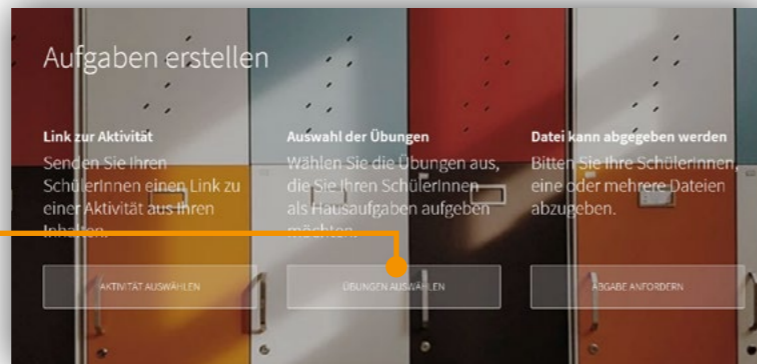 Aufgaben erstellen
Link zur Aktivität
Senden Sie Ihren
SchülerInnen einen Link zu
einer Aktivität aus Ihren
Inhalten.
AKTIVITÄT AUSWÄHLEN
Auswahl der Übungen
Wählen Sie die Übungen aus,
die Sie Ihren SchülerInnen
als Hausaufgaben aufgeben
möchten.
ÜBUNGEN AUSWÄHLEN
Datei kann abgegeben werden
Bitten Sie Ihre SchülerInnen,
eine oder mehrere Dateien
abzugeben.
ABGABE ANFORDERN